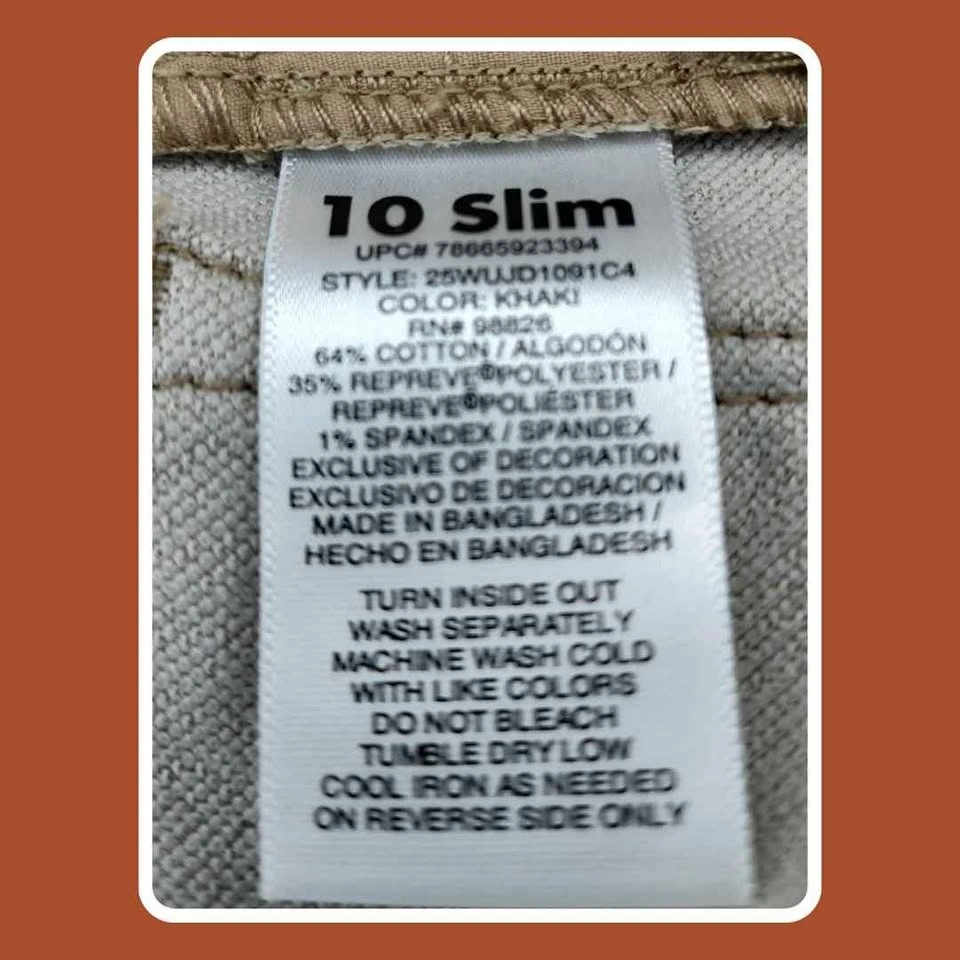 10 Slim
UPC# 78665923394
STYLE: 25WUJD1091C4
COLOR: KHAKI
RN# 98826
64% COTTON / ALGODÓN
35% REPREVE®POLYESTER /
REPREVE®POLIÉSTER
1% SPANDEX / SPANDEX
EXCLUSIVE OF DECORATION
EXCLUSIVO DE DECORACION
MADE IN BANGLADESH /
HECHO EN BANGLADESH
TURN INSIDE OUT
WASH SEPARATELY
MACHINE WASH COLD
WITH LIKE COLORS
DO NOT BLEACH
TUMBLE DRY LOW
COOL IRON AS NEEDED
ON REVERSE SIDE ONLY